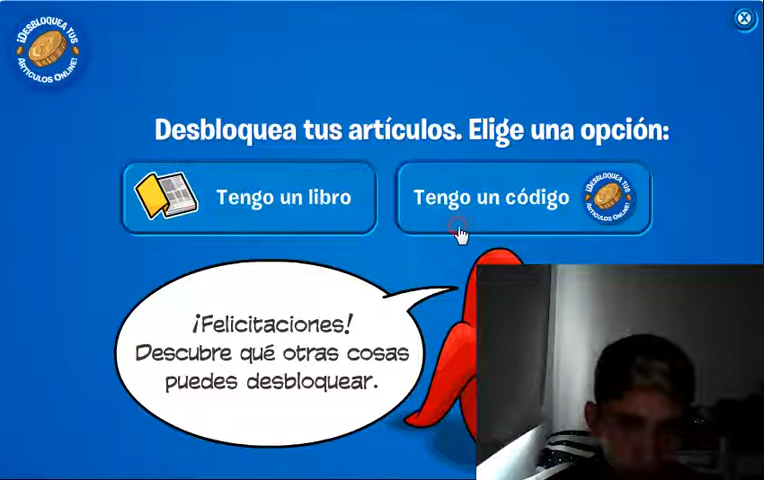 ¡DESBLOQUEA TUS
ARTÍCULOS ONLINE!
Desbloquea tus artículos. Elige una opción:
Tengo un libro
Tengo un código
¡DESBLOQUEA TUS
ARTÍCULOS ONLINE!
¡Felicitaciones!
Descubre qué otras cosas
puedes desbloquear.